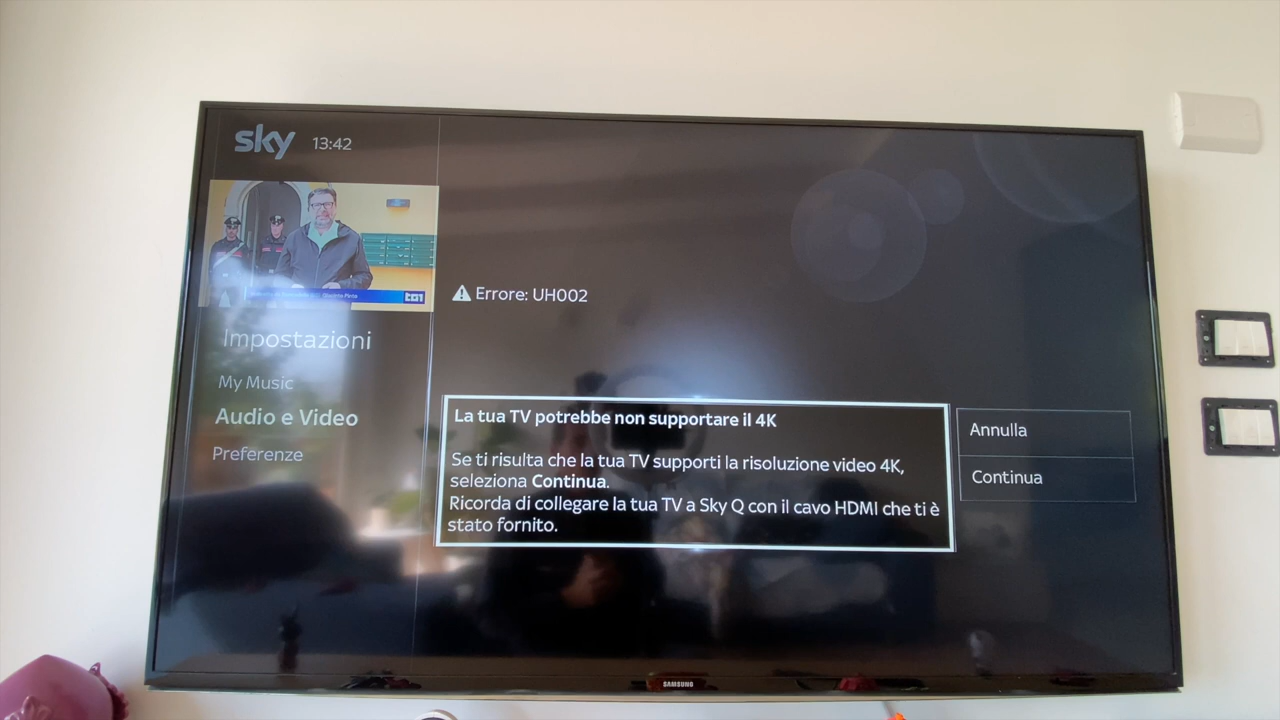 sky 13:42
tg1
Errore: UH002
Impostazioni
My Music
Audio e Video
Preferenze
La tua TV potrebbe non supportare il 4K
Se ti risulta che la tua TV supporti la risoluzione video 4K,
seleziona Continua.
Ricorda di collegare la tua TV a Sky Q con il cavo HDMI che ti è
stato fornito.
Annulla
Continua
SAMSUNG